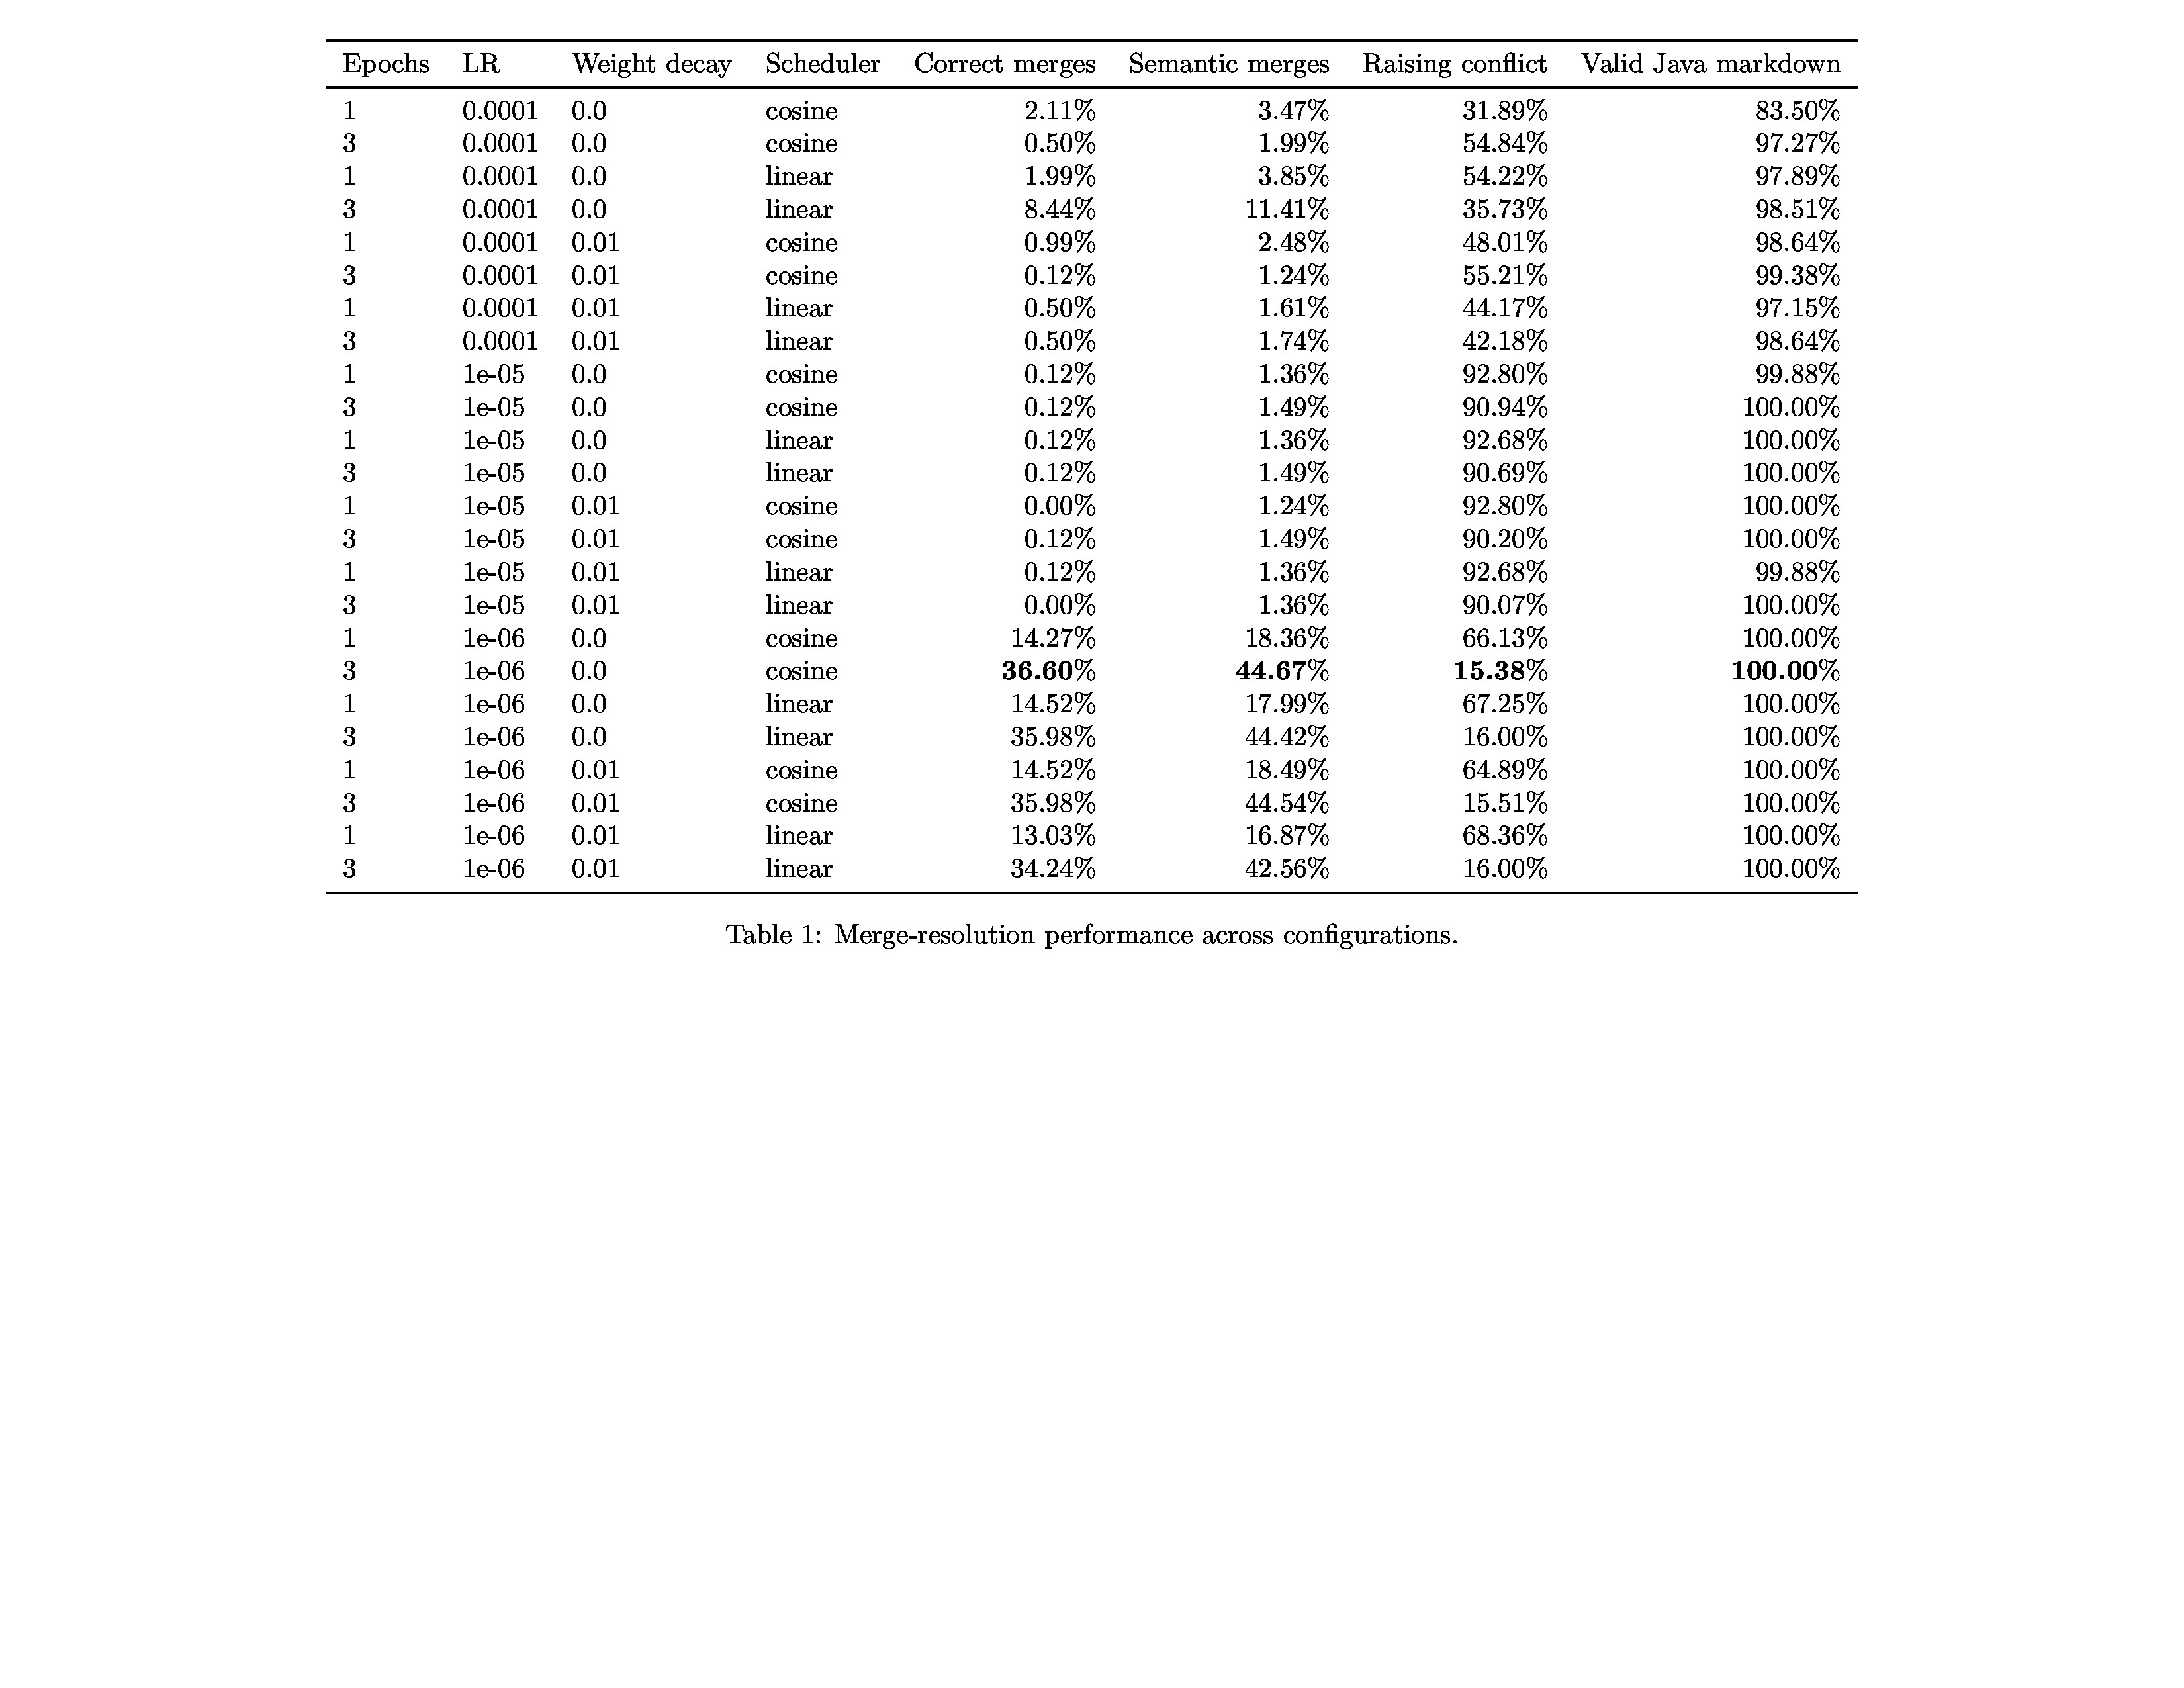 Epochs LR Weight decay Scheduler Correct merges Semantic merges Raising conflict Valid Java markdown
1 0.0001 0.0 cosine 2.11% 3.47% 31.89% 83.50%
3 0.0001 0.0 cosine 0.50% 1.99% 54.84% 97.27%
1 0.0001 0.0 linear 1.99% 3.85% 54.22% 97.89%
3 0.0001 0.0 linear 8.44% 11.41% 35.73% 98.51%
1 0.0001 0.01 cosine 0.99% 2.48% 48.01% 98.64%
3 0.0001 0.01 cosine 0.12% 1.24% 55.21% 99.38%
1 0.0001 0.01 linear 0.50% 1.61% 44.17% 97.15%
3 0.0001 0.01 linear 0.50% 1.74% 42.18% 98.64%
1 1e-05 0.0 cosine 0.12% 1.36% 92.80% 99.88%
3 1e-05 0.0 cosine 0.12% 1.49% 90.94% 100.00%
1 1e-05 0.0 linear 0.12% 1.36% 92.68% 100.00%
3 1e-05 0.0 linear 0.12% 1.49% 90.69% 100.00%
1 1e-05 0.01 cosine 0.00% 1.24% 92.80% 100.00%
3 1e-05 0.01 cosine 0.12% 1.49% 90.20% 100.00%
1 1e-05 0.01 linear 0.12% 1.36% 92.68% 99.88%
3 1e-05 0.01 linear 0.00% 1.36% 90.07% 100.00%
1 1e-06 0.0 cosine 14.27% 18.36% 66.13% 100.00%
3 1e-06 0.0 cosine 36.60% 44.67% 15.38% 100.00%
1 1e-06 0.0 linear 14.52% 17.99% 67.25% 100.00%
3 1e-06 0.0 linear 35.98% 44.42% 16.00% 100.00%
1 1e-06 0.01 cosine 14.52% 18.49% 64.89% 100.00%
3 1e-06 0.01 cosine 35.98% 44.54% 15.51% 100.00%
1 1e-06 0.01 linear 13.03% 16.87% 68.36% 100.00%
3 1e-06 0.01 linear 34.24% 42.56% 16.00% 100.00%
Table 1: Merge-resolution performance across configurations.